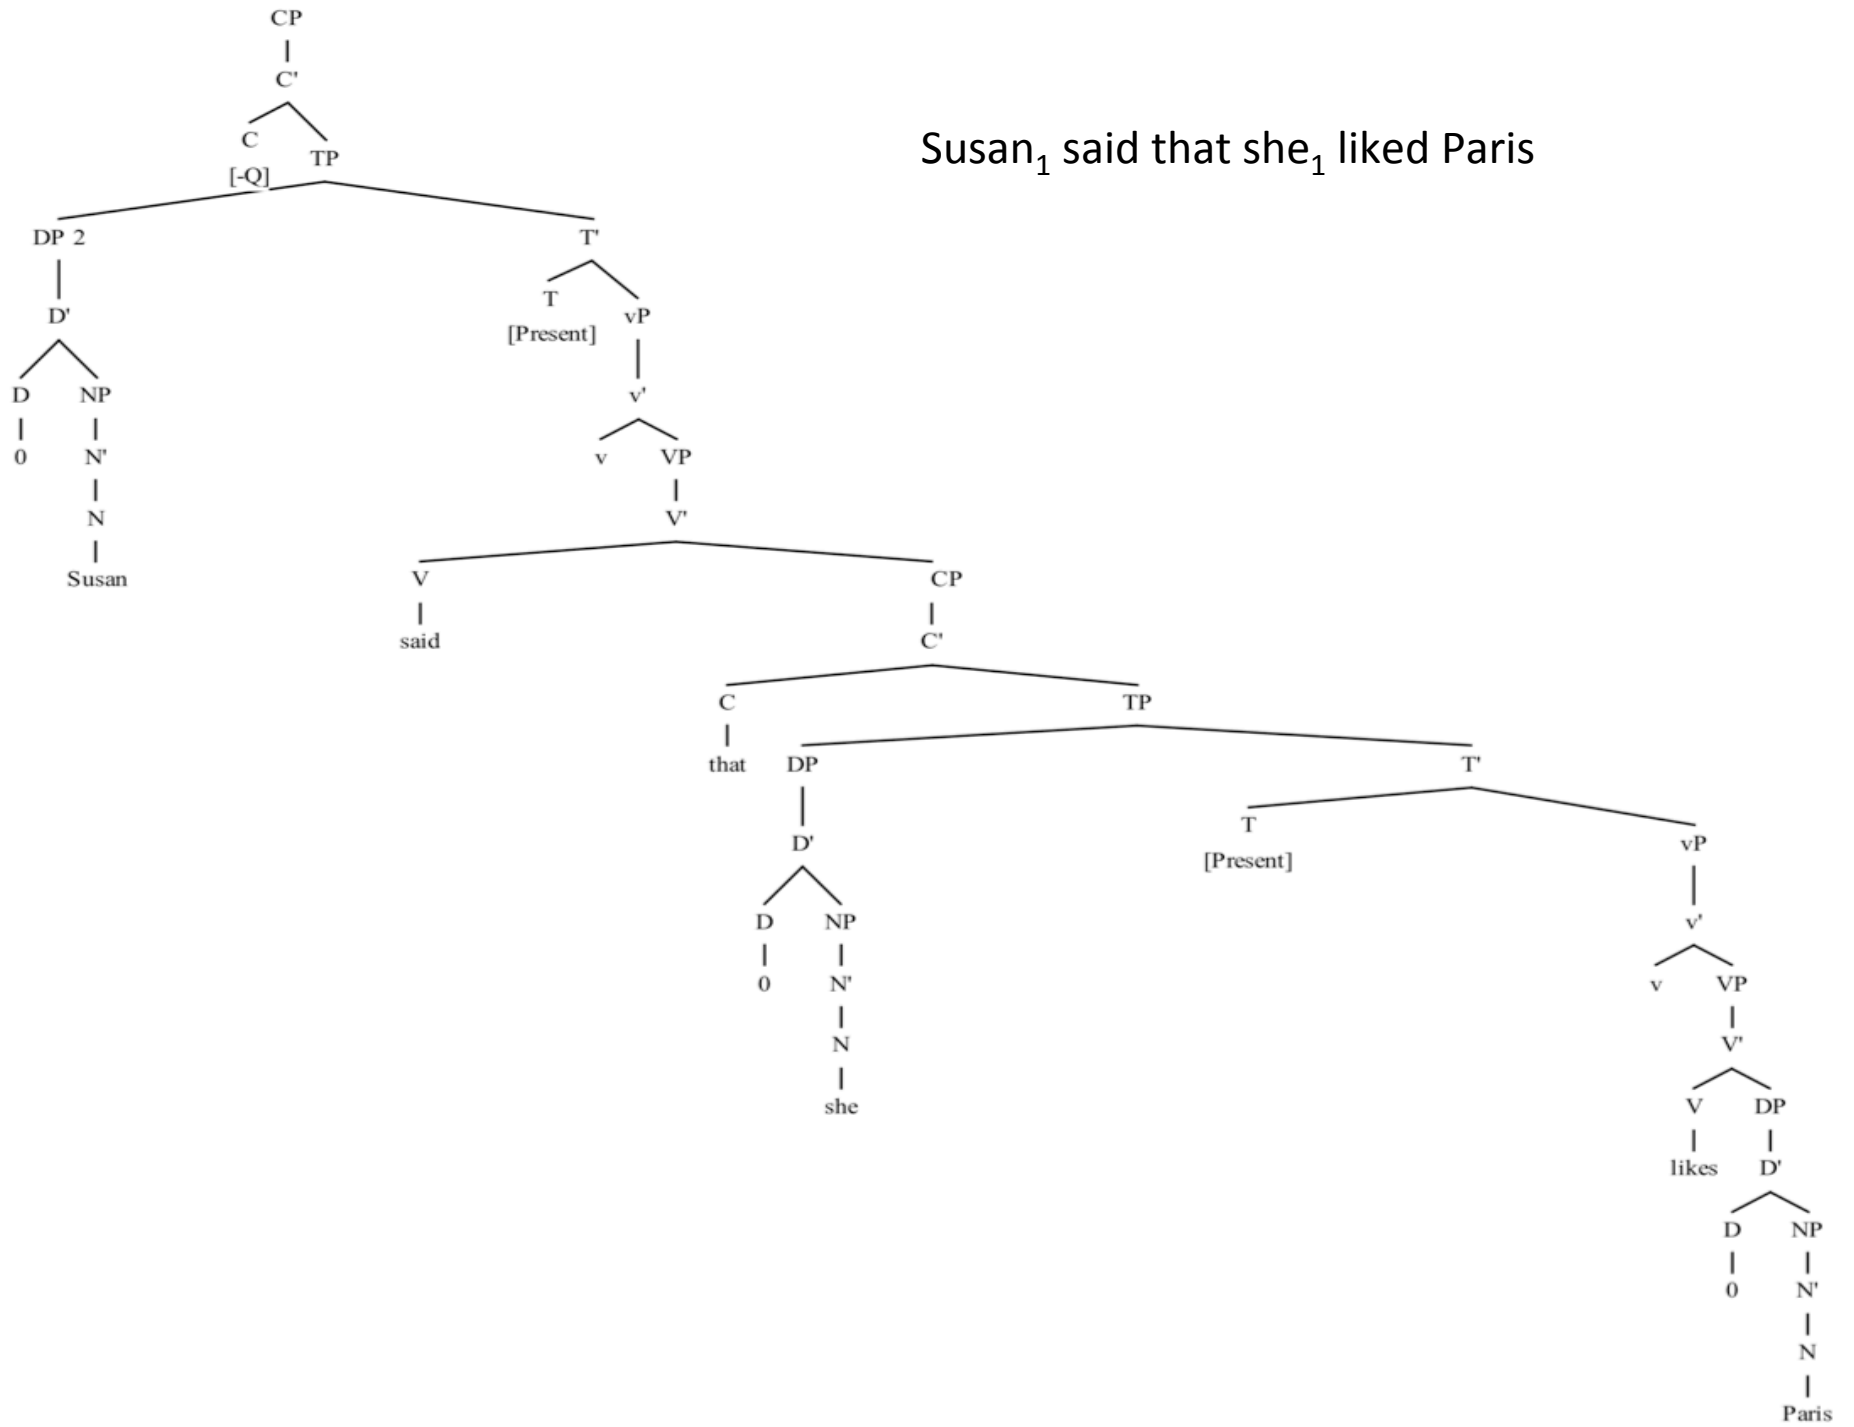 CP
C'
C
TP
Susan1 said that she1 liked Paris
[-Q]
DP 2 T'
T
[Present]
D' vP
D NP v'
0 N' v VP
N V'
Susan V CP
said C'
C TP
that DP T'
T
D' vP
[Present]
D NP v'
0 N' v VP
N V'
she V DP
likes D'
D NP
0 N'
N
Paris